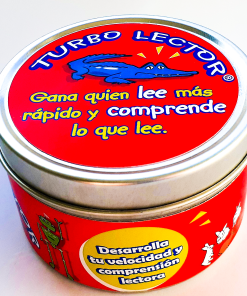 TURBO LECTOR®
Gana quien lee más
rápido y comprende
lo que lee.
Desarrolla
tu velocidad y
comprensión
lectora